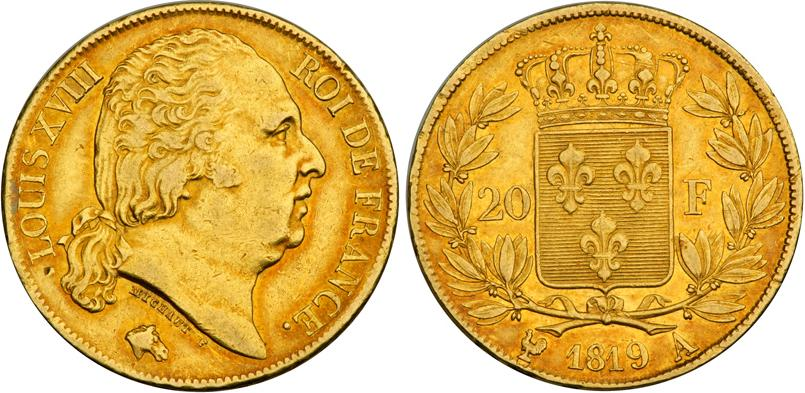 LOUIS XVIII ROI DE FRANCE.
MICHAUT F
20 F
1819 A